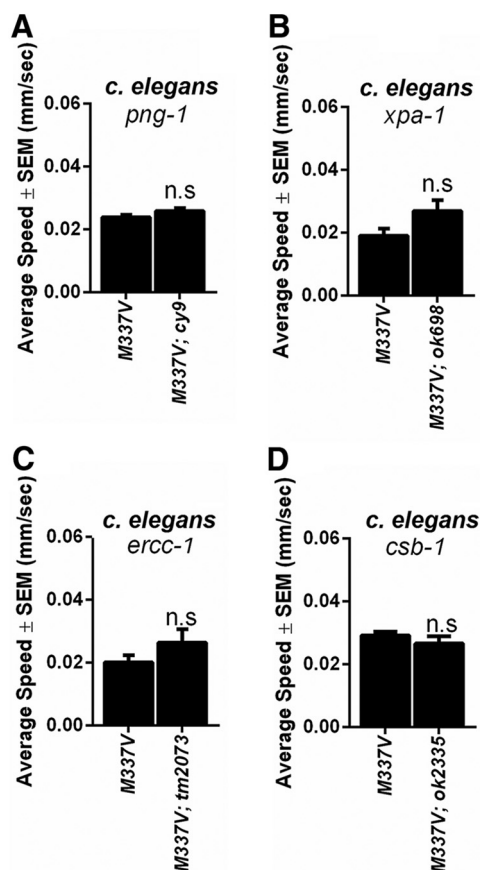 A
c. elegans
png-1
Average Speed ± SEM (mm/sec)
0.06
0.04
0.02
0.00
n.s
M337V
M337V; cy9
B
c. elegans
xpa-1
Average Speed ± SEM (mm/sec)
0.06
0.04
0.02
0.00
n.s
M337V
M337V; ok698
C
c. elegans
ercc-1
Average Speed ± SEM (mm/sec)
0.06
0.04
0.02
0.00
n.s
M337V
M337V; tm2073
D
c. elegans
csb-1
Average Speed ± SEM (mm/sec)
0.06
0.04
0.02
0.00
n.s
M337V
M337V; ok2335